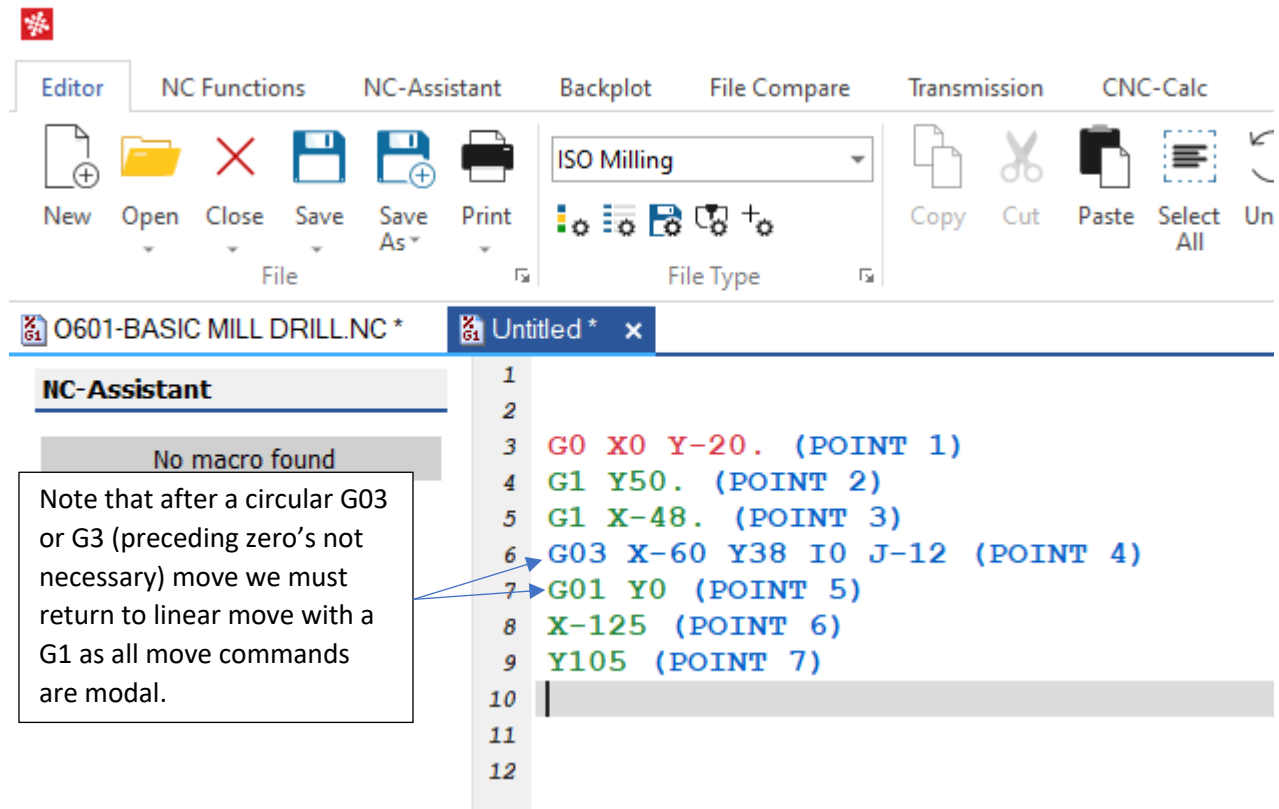 Editor NC Functions NC-Assistant Backplot File Compare Transmission CNC-Calc
ISO Milling
New Open Close Save Save As Print Copy Cut Paste Select All Un
File File Type
O601-BASIC MILL DRILL.NC * Untitled * x
NC-Assistant
No macro found
Note that after a circular G03
or G3 (preceding zero's not
necessary) move we must
return to linear move with a
G1 as all move commands
are modal.
1
2
3 G0 X0 Y-20. (POINT 1)
4 G1 Y50. (POINT 2)
5 G1 X-48. (POINT 3)
6 G03 X-60 Y38 I0 J-12 (POINT 4)
7 G01 Y0 (POINT 5)
8 X-125 (POINT 6)
9 Y105 (POINT 7)
10
11
12